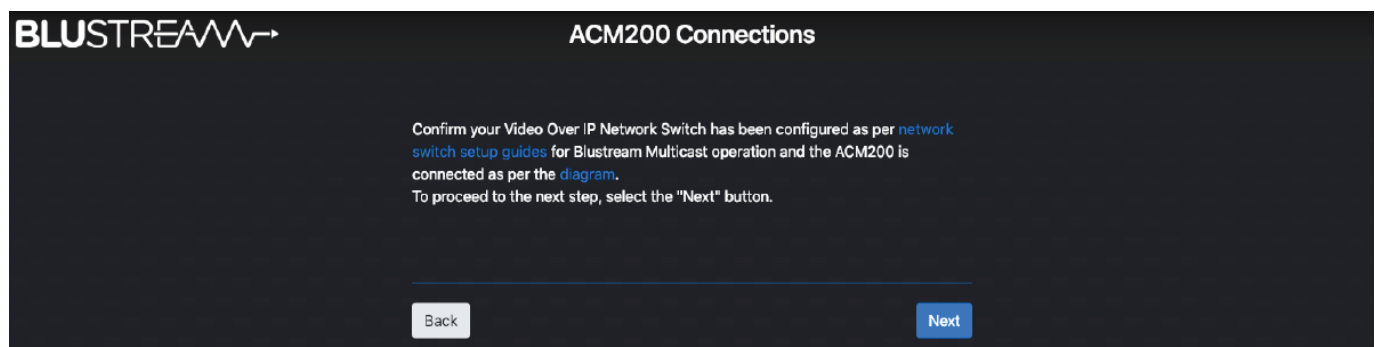 BLUSTREAM
ACM200 Connections
Confirm your Video Over IP Network Switch has been configured as per network
switch setup guides for Blustream Multicast operation and the ACM200 is
connected as per the diagram.
To proceed to the next step, select the "Next" button.
Back
Next